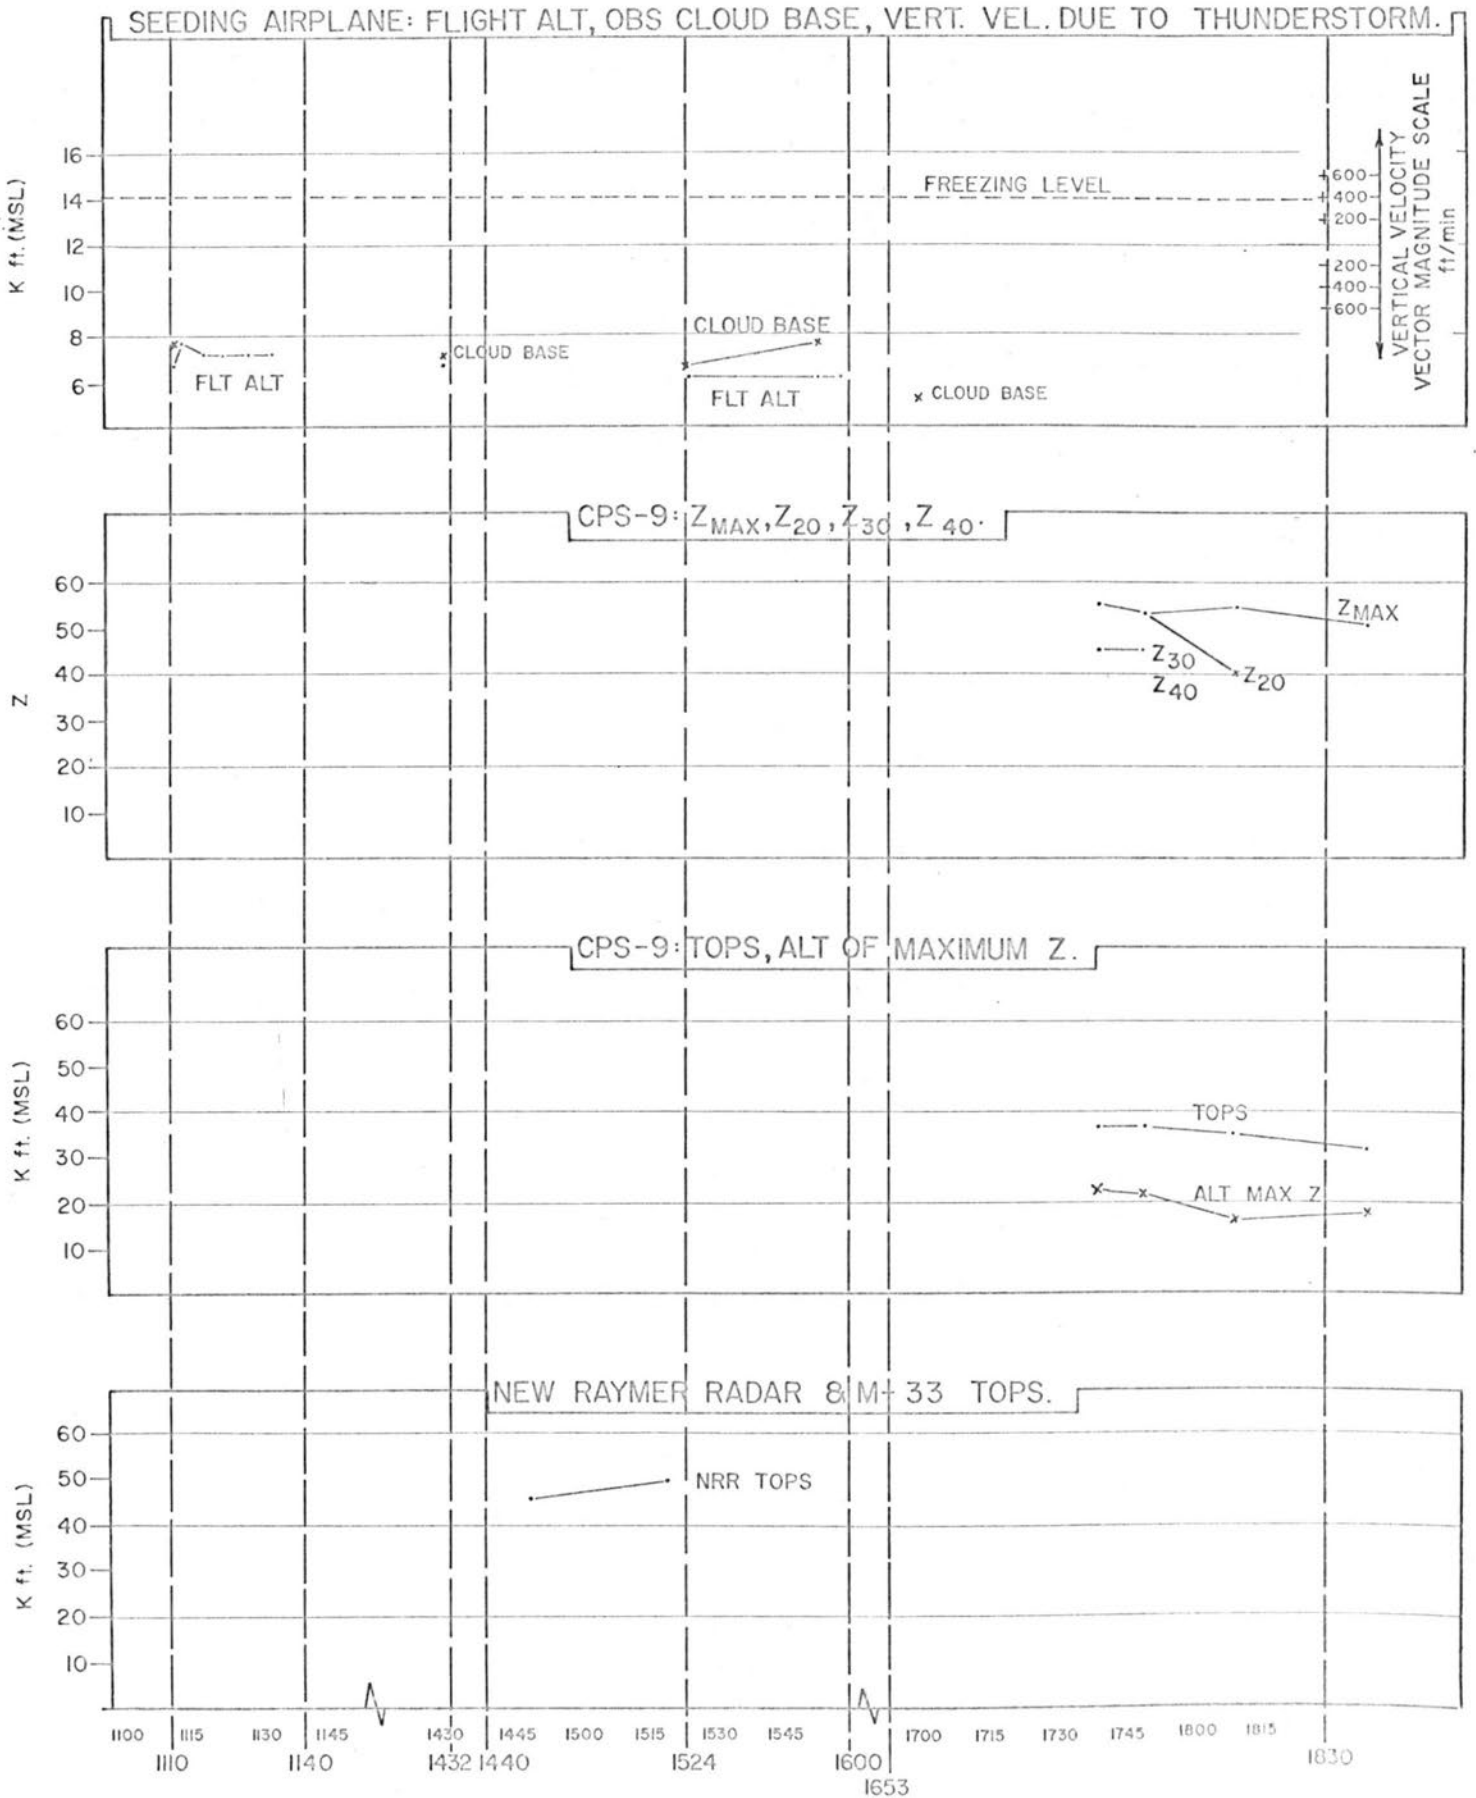 SEEDING AIRPLANE: FLIGHT ALT, OBS CLOUD BASE, VERT. VEL. DUE TO THUNDERSTORM.
K ft. (MSL)
16
14
12
10
8
6
FREEZING LEVEL
CLOUD BASE
FLT ALT
CLOUD BASE
FLT ALT
CLOUD BASE
+600
+400
+200
-200
-400
-600
VERTICAL VELOCITY
VECTOR MAGNITUDE SCALE
ft/min
CPS-9: ZMAX, Z20, Z30, Z40.
Z
60
50
40
30
20
10
ZMAX
Z30
Z40
Z20
CPS-9: TOPS, ALT OF MAXIMUM Z.
K ft. (MSL)
60
50
40
30
20
10
TOPS
ALT MAX Z
NEW RAYMER RADAR & M-33 TOPS.
K ft. (MSL)
60
50
40
30
20
10
NRR TOPS
1100 1115 1130 1145 1430 1445 1500 1515 1530 1545 1700 1715 1730 1745 1800 1815
1110 1140 1432 1440 1524 1600 1830
1653